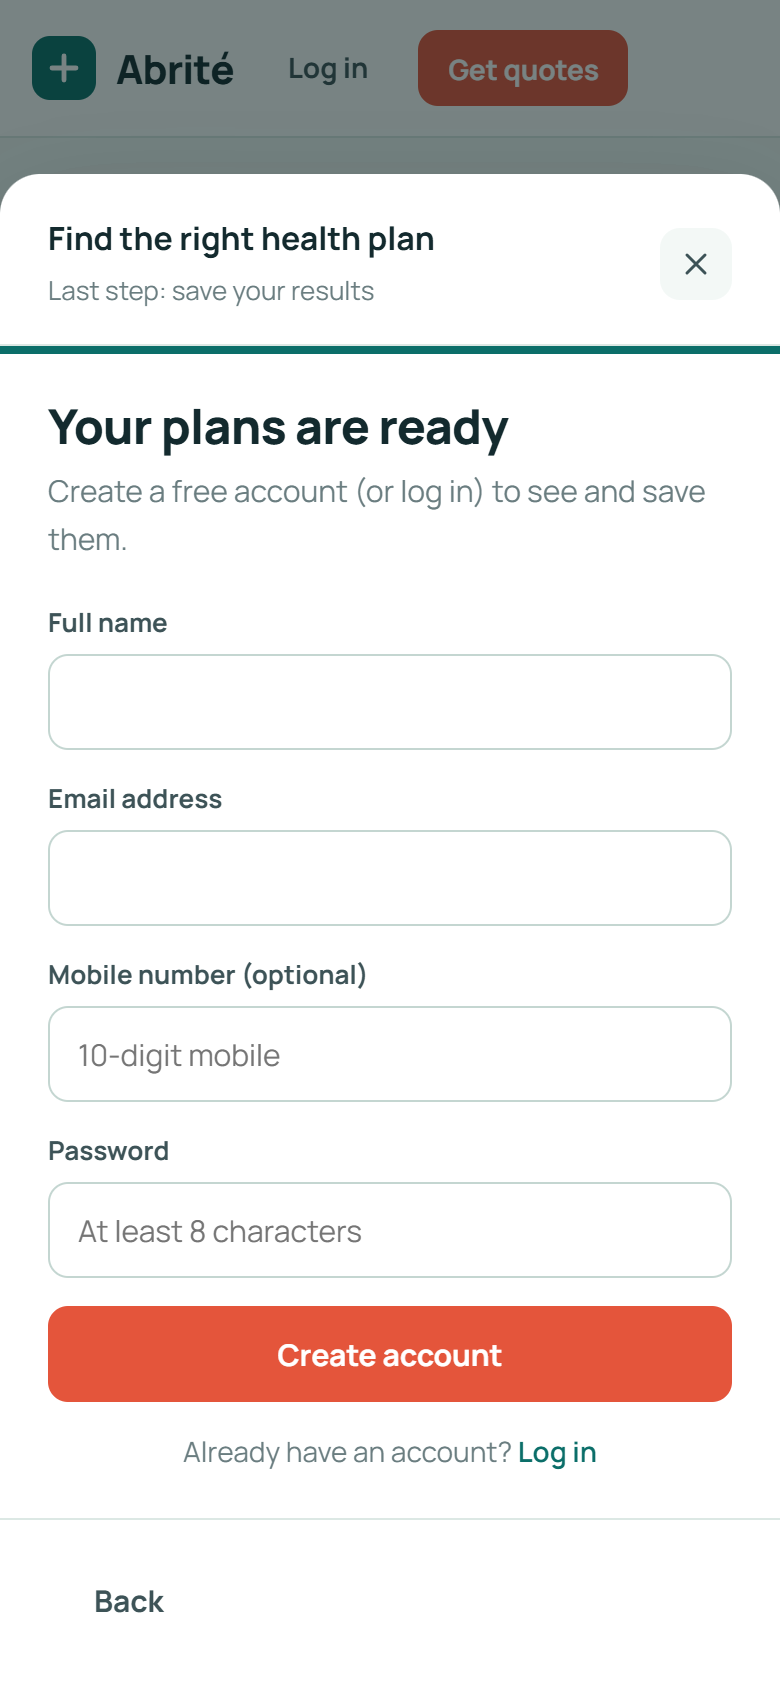 Abrité
Log in
Get quotes
Find the right health plan
Last step: save your results
Your plans are ready
Create a free account (or log in) to see and save
them.
Full name
Email address
Mobile number (optional)
10-digit mobile
Password
At least 8 characters
Create account
Already have an account? Log in
Back